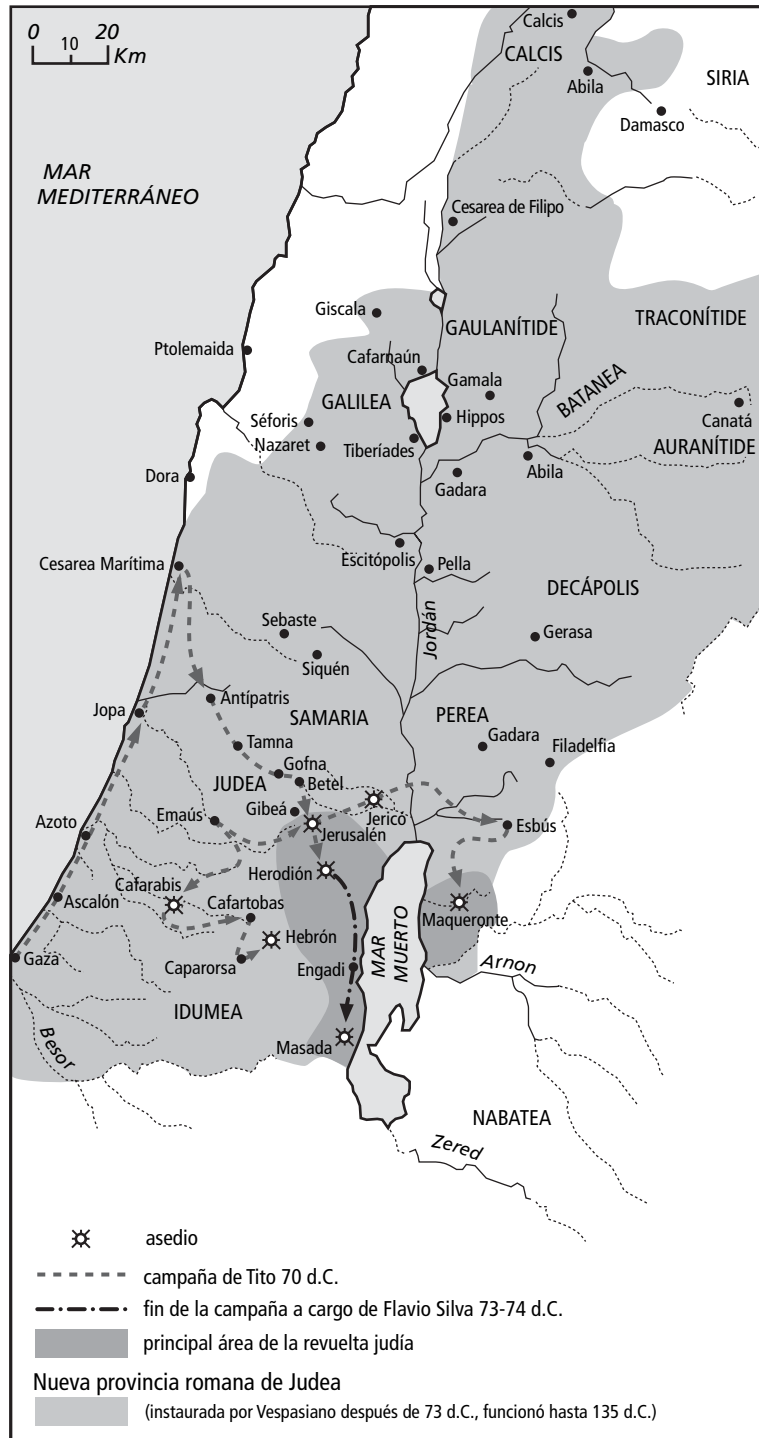 0 20
10
Km
Calcis
CALCIS
Abila
SIRIA
Damasco
MAR
MEDITERRÁNEO
Cesarea de Filipo
Giscala
GAULANÍTIDE
TRACONÍTIDE
Ptolemaida
Cafarnaún
Gamala
BATANEA
GALILEA
Séforis
Hippos
Canatá
Nazaret
Tiberíades
AURANÍTIDE
Dora
Gadara
Abila
Cesarea Marítima
Escitópolis
Pella
DECÁPOLIS
Sebaste
Jordán
Gerasa
Siquén
Antípatris
Jopa
SAMARIA
PEREA
Gadara
Tamna
Filadelfia
Gofna
JUDEA
Betel
Emaús
Gibeá
Jericó
Azoto
Jerusalén
Esbús
Herodión
Cafarabis
Ascalón
Cafartobas
Maqueronte
Hebrón
MAR
MUERTO
Gaza
Caparorsa
Engadi
Arnon
IDUMEA
Besor
Masada
NABATEA
Zered
asedio
campaña de Tito 70 d.C.
fin de la campaña a cargo de Flavio Silva 73-74 d.C.
principal área de la revuelta judía
Nueva provincia romana de Judea
(instaurada por Vespasiano después de 73 d.C., funcionó hasta 135 d.C.)